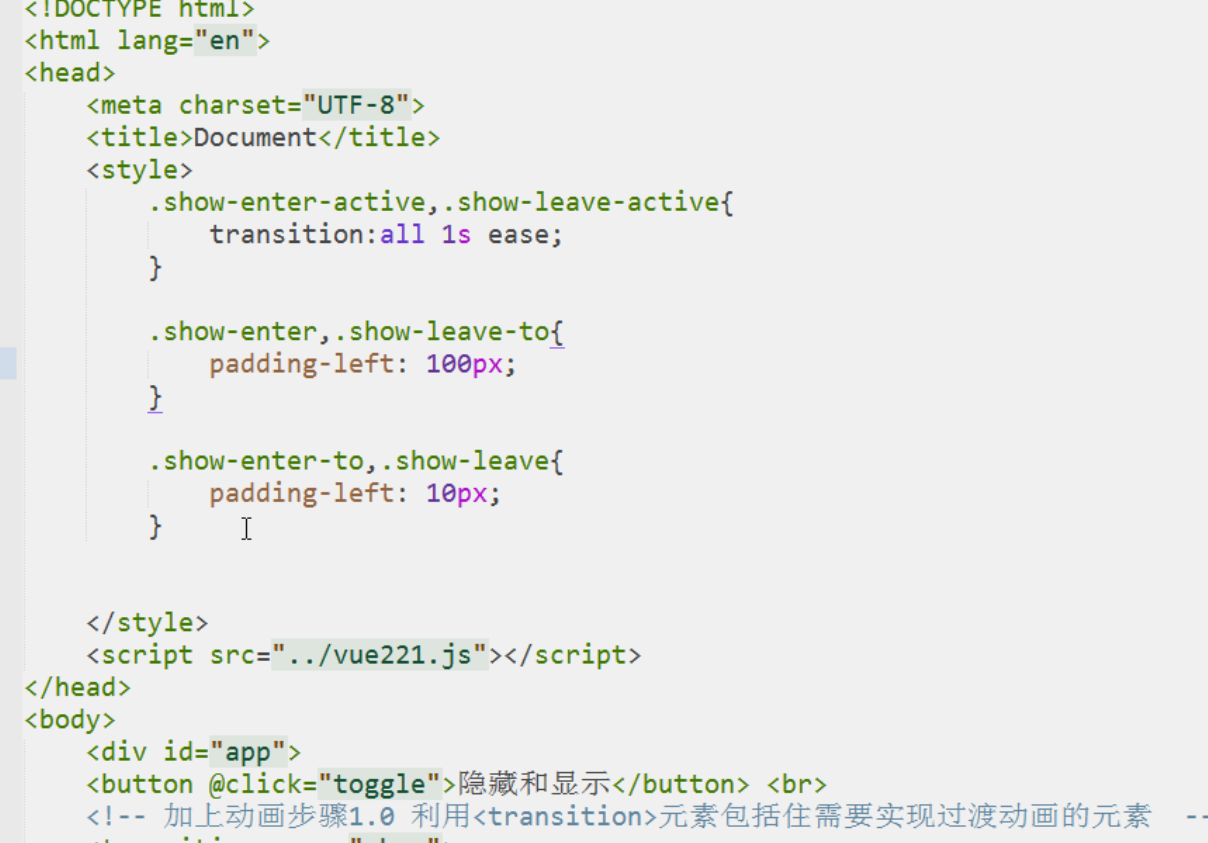 <!DOCTYPE html>
<html lang="en">
<head>
<meta charset="UTF-8">
<title>Document</title>
<style>
.show-enter-active,.show-leave-active{
transition:all 1s ease;
}
.show-enter,.show-leave-to{
padding-left: 100px;
}
.show-enter-to,.show-leave{
padding-left: 10px;
}
</style>
<script src="../vue221.js"></script>
</head>
<body>
<div id="app">
<button @click="toggle">隐藏和显示</button> <br>
<!-- 加上动画步骤1.0 利用<transition>元素包括住需要实现过渡动画的元素 --